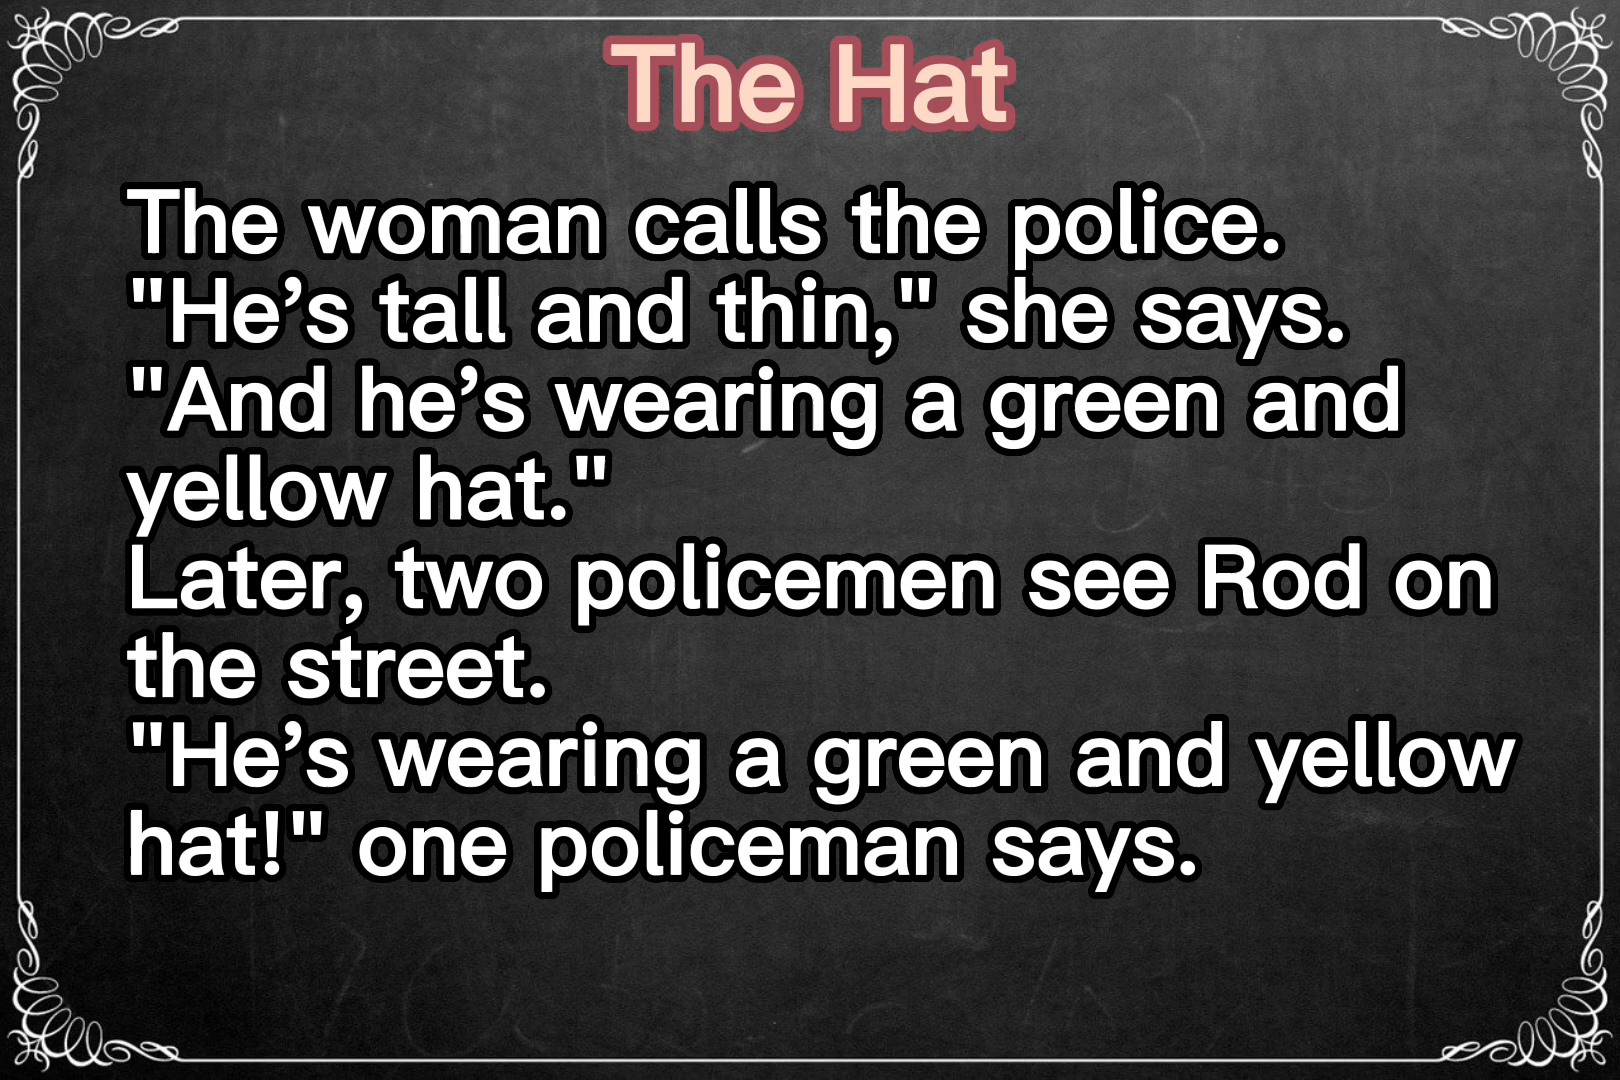 The Hat
The woman calls the police.
"He’s tall and thin," she says.
"And he’s wearing a green and
yellow hat."
Later, two policemen see Rod on
the street.
"He’s wearing a green and yellow
hat!" one policeman says.